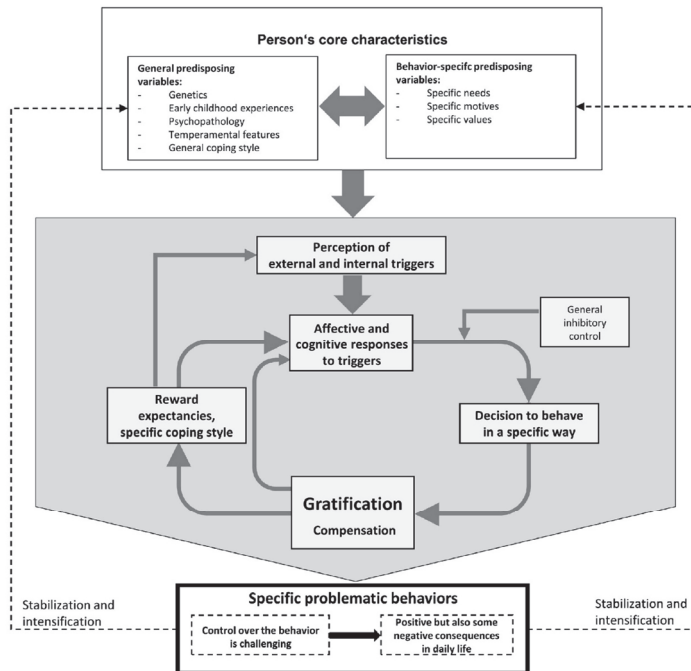 Person's core characteristics
General predisposing
variables:
- Genetics
- Early childhood experiences
- Psychopathology
- Temperamental features
- General coping style
Behavior-specifc predisposing
variables:
- Specific needs
- Specific motives
- Specific values
Perception of
external and internal triggers
Affective and
cognitive responses
to triggers
General
inhibitory
control
Reward
expectancies,
specific coping style
Decision to behave
in a specific way
Gratification
Compensation
Stabilization and
intensification
Specific problematic behaviors
Control over the behavior
is challenging
Positive but also some
negative consequences
in daily life
Stabilization and
intensification